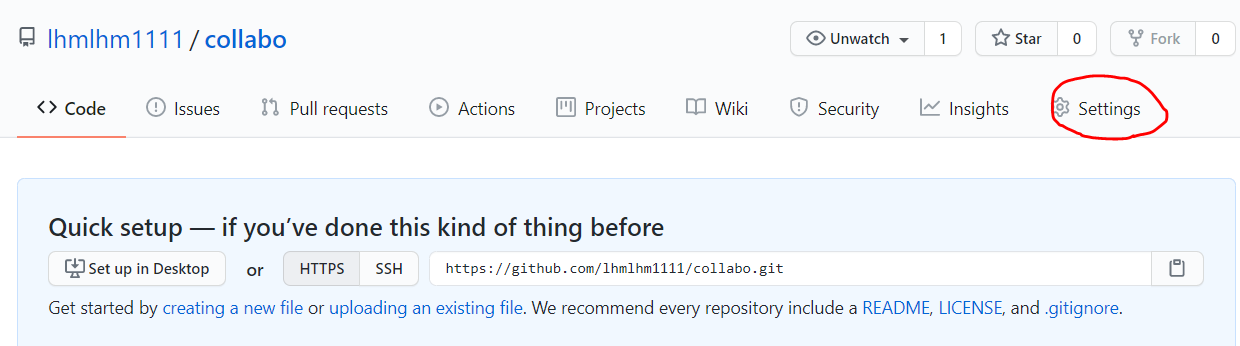 lhmlhm1111 / collabo
Unwatch 1 Star 0 Fork 0
Code Issues Pull requests Actions Projects Wiki Security Insights Settings
Quick setup — if you’ve done this kind of thing before
Set up in Desktop or HTTPS SSH https://github.com/lhmlhm1111/collabo.git
Get started by creating a new file or uploading an existing file. We recommend every repository include a README, LICENSE, and .gitignore.